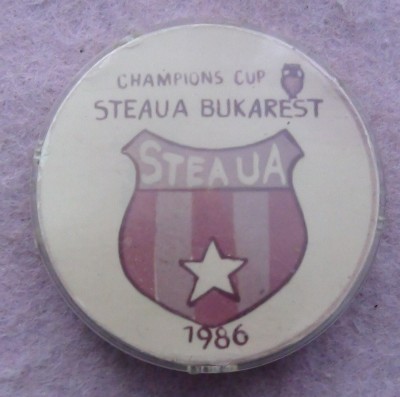 CHAMPIONS CUP
STEAUA BUKAREST
STEAUA
1986